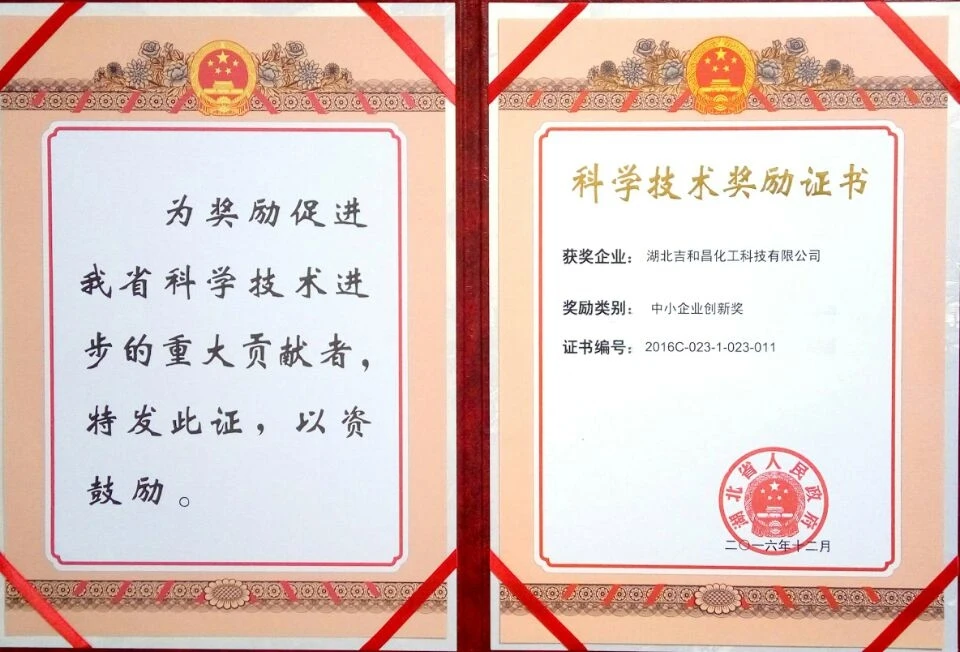 为奖励促进
我省科学技术进
步的重大贡献者，
特发此证，以资
鼓励。
科学技术奖励证书
获奖企业：湖北吉和昌化工科技有限公司
奖励类别：中小企业创新奖
证书编号：2016C-023-1-023-011
湖北省人民政府
二〇一六年十二月